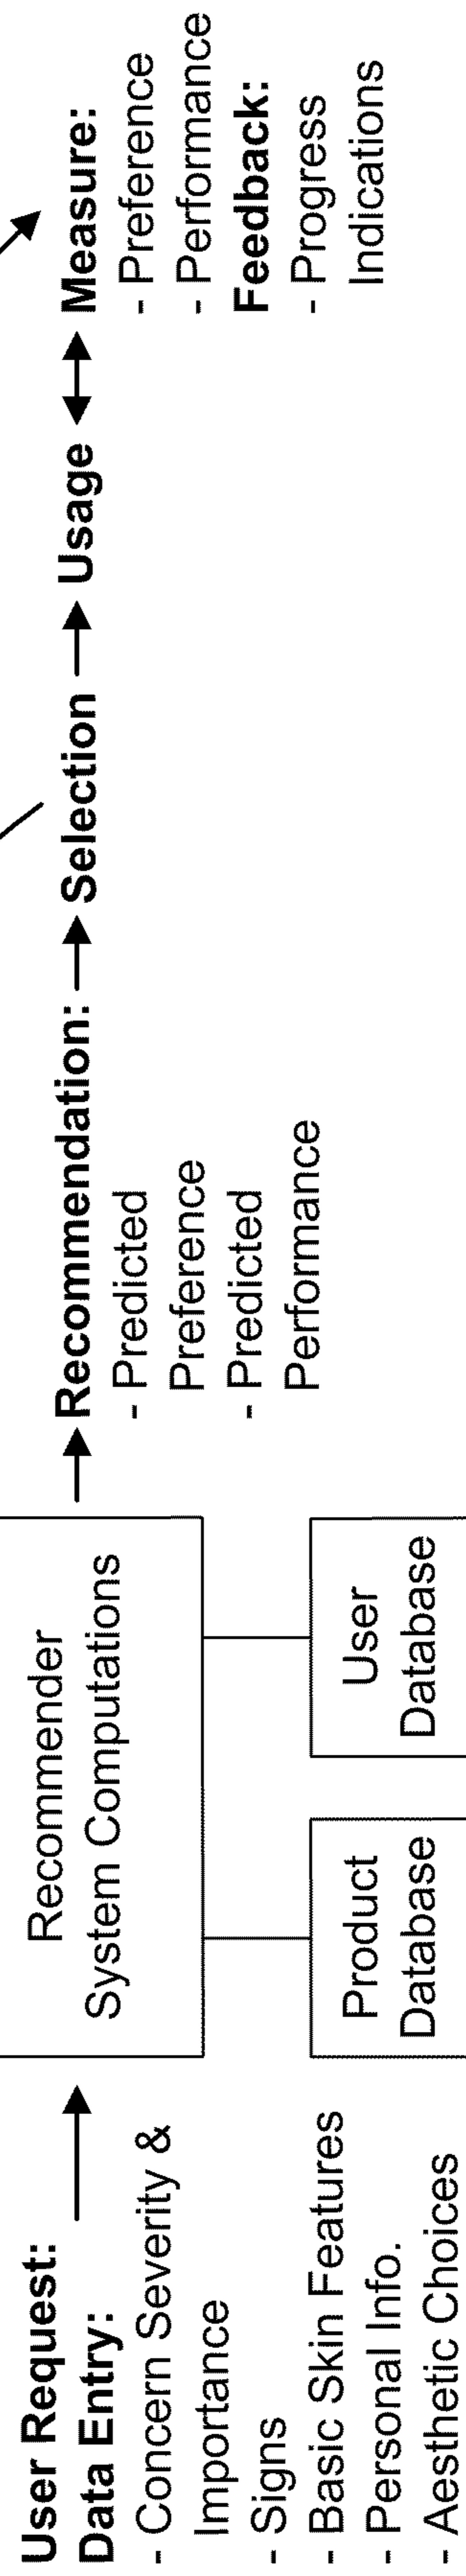 User Request:
Data Entry:
- Concern Severity &
Importance
- Signs
- Basic Skin Features
- Personal Info.
- Aesthetic Choices
Recommender
System Computations
Product
Database
User
Database
Recommendation:
- Predicted
Preference
- Predicted
Performance
Selection
Usage
Measure:
- Preference
- Performance
Feedback:
- Progress
Indications